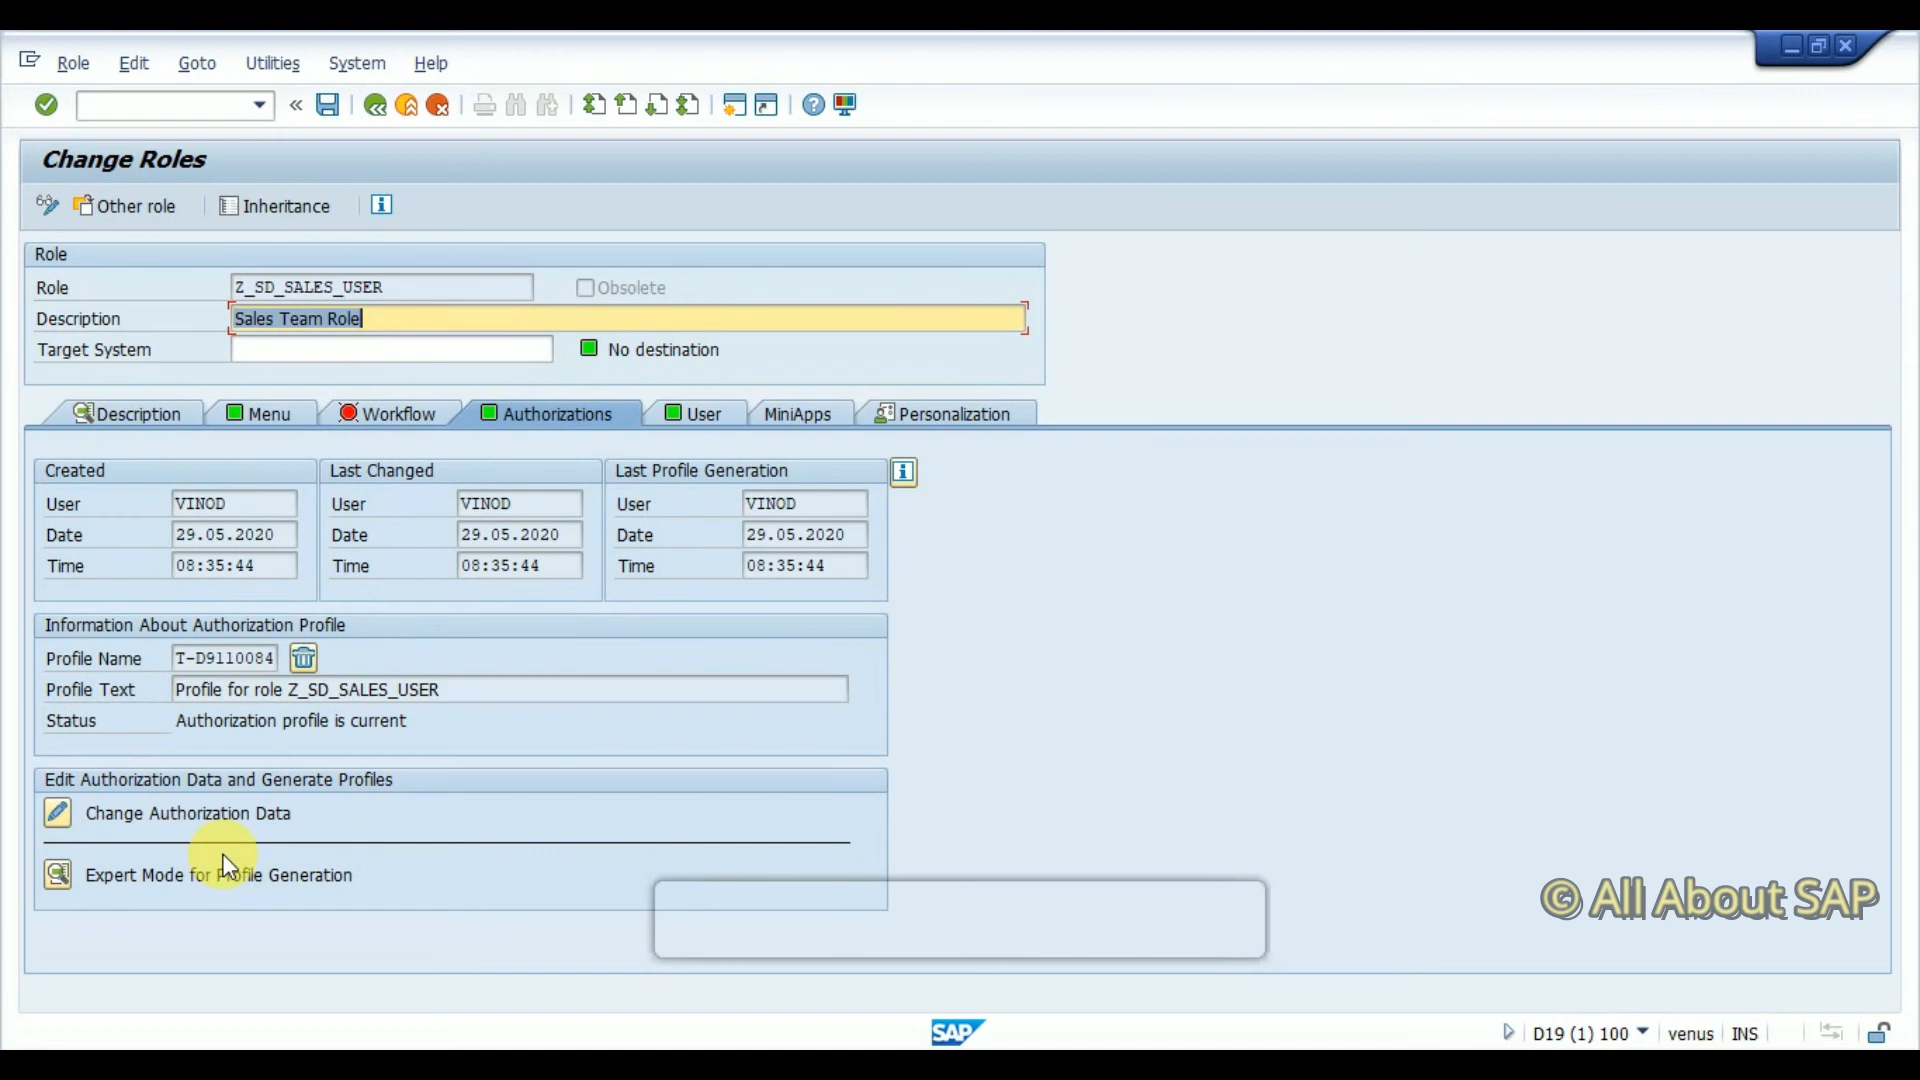 Role Edit Goto Utilities System Help
Change Roles
Other role Inheritance
Role
Role Z_SD_SALES_USER Obsolete
Description Sales Team Role
Target System No destination
Description Menu Workflow Authorizations User MiniApps Personalization
Created Last Changed Last Profile Generation
User VINOD User VINOD User VINOD
Date 29.05.2020 Date 29.05.2020 Date 29.05.2020
Time 08:35:44 Time 08:35:44 Time 08:35:44
Information About Authorization Profile
Profile Name T-D9110084
Profile Text Profile for role Z_SD_SALES_USER
Status Authorization profile is current
Edit Authorization Data and Generate Profiles
Change Authorization Data
Expert Mode for Profile Generation
© All About SAP
SAP D19 (1) 100 venus INS